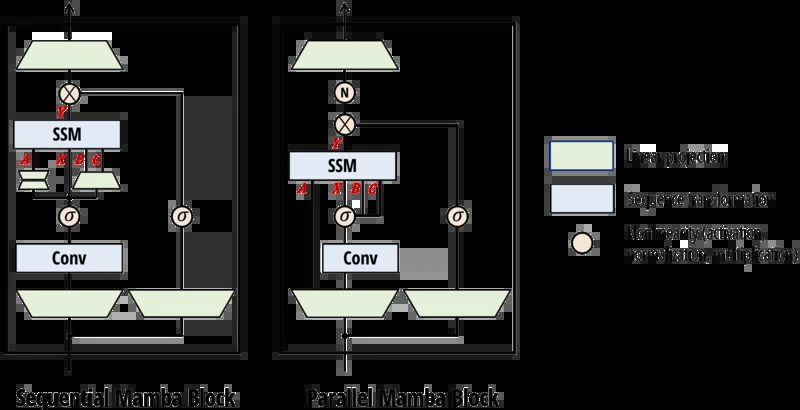 N
Y
SSM
A X B C
σ σ
Conv
Y
SSM
A X B C
σ σ
Conv
Linear projection
Sequence transformation
Nonlinearity (activation,
normalization, multiplication)
Sequential Mamba Block
Parallel Mamba Block